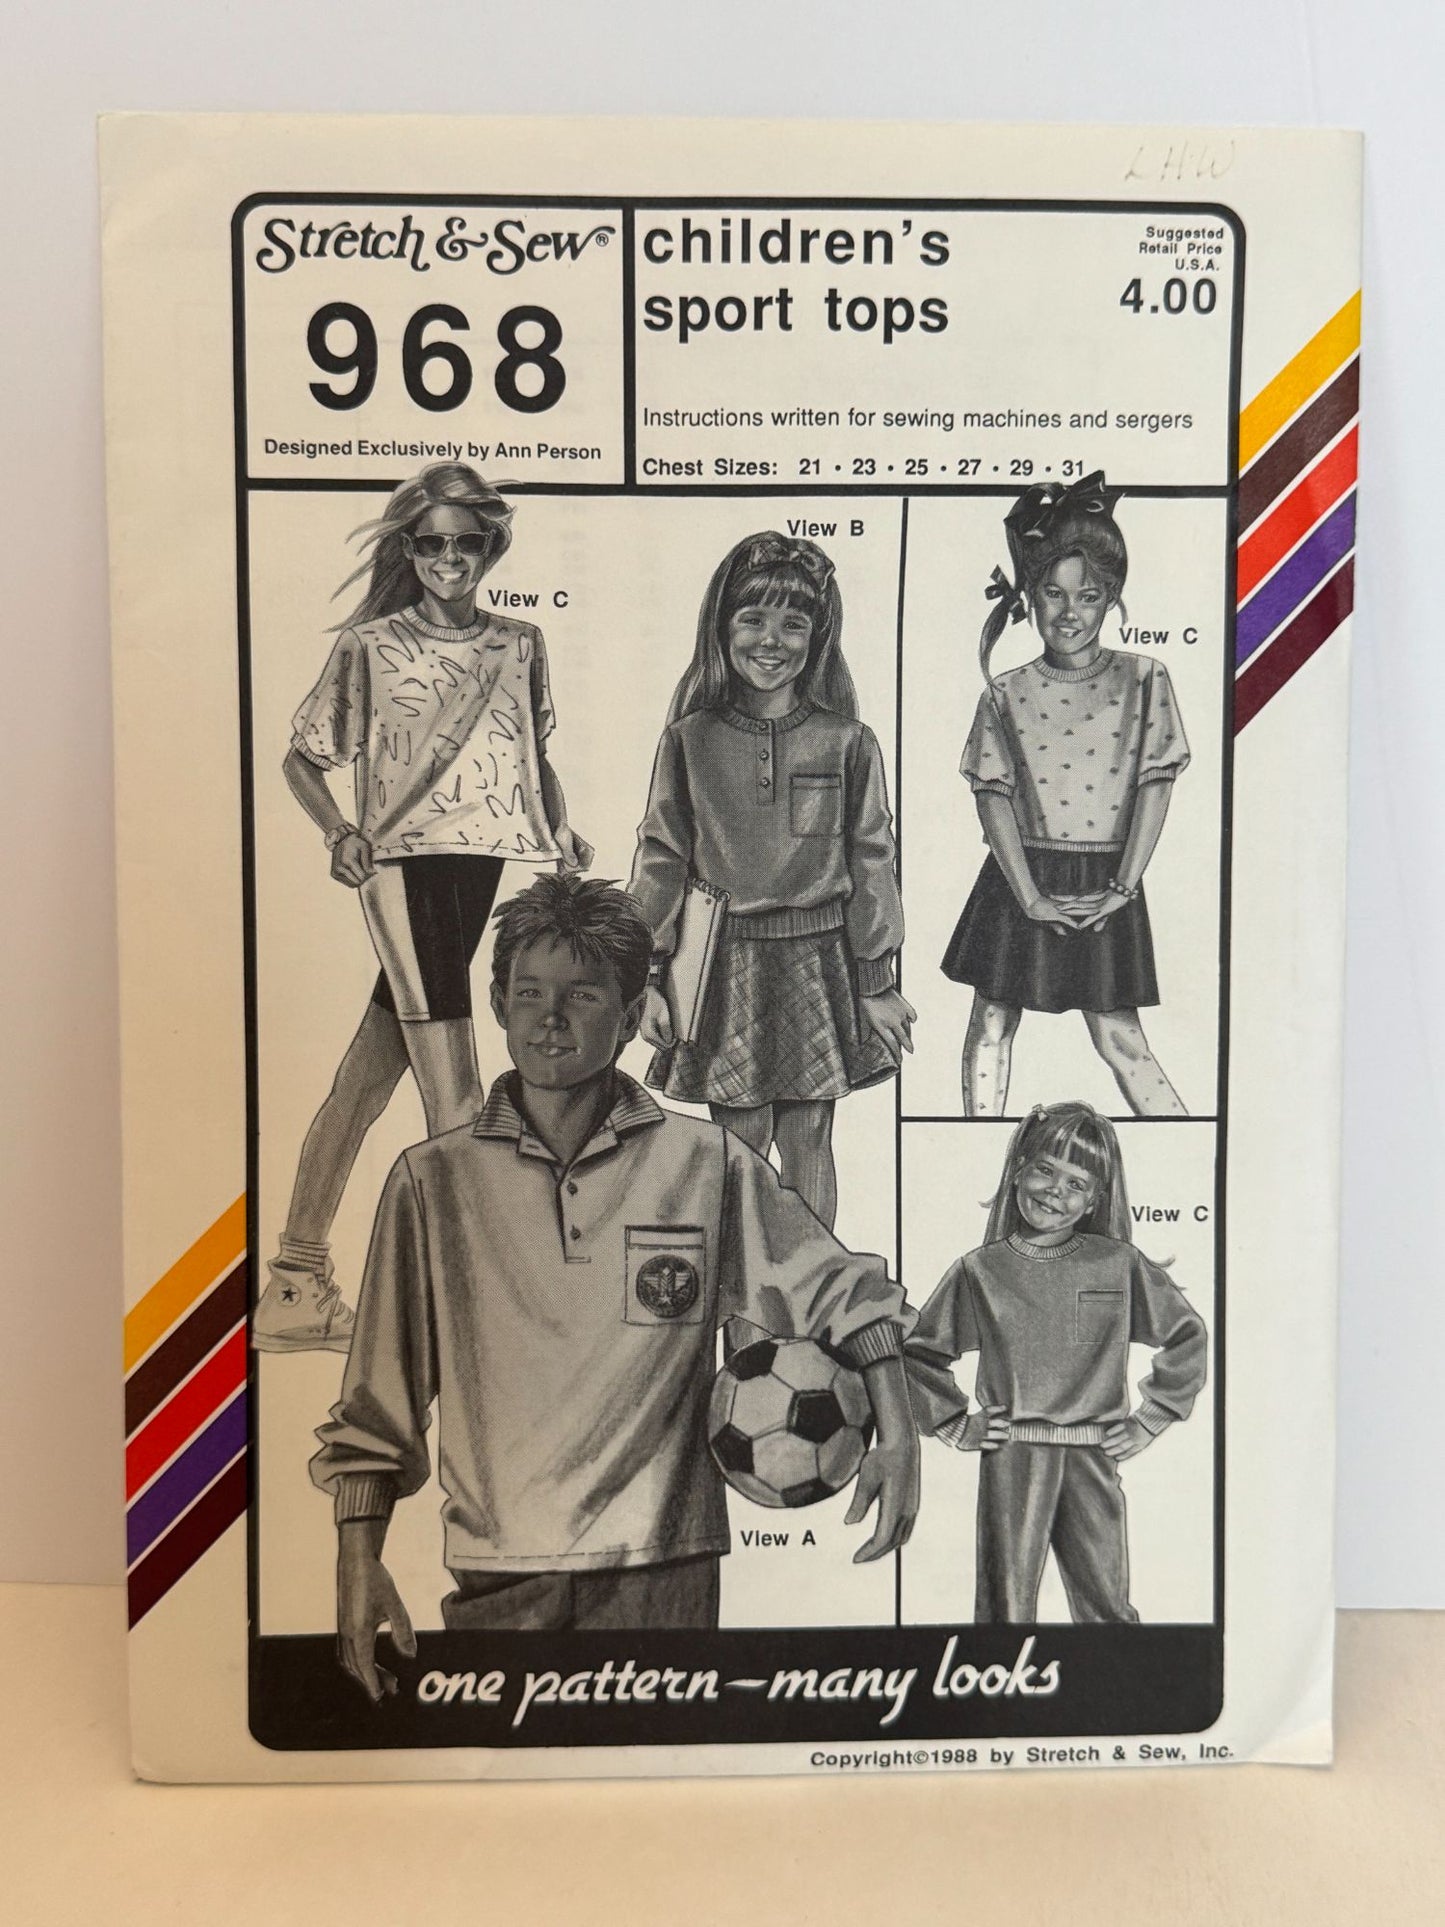 L H W
Stretch & Sew®
968
Designed Exclusively by Ann Person
children's
sport tops
Suggested
Retail Price
U.S.A.
4.00
Instructions written for sewing machines and sergers
Chest Sizes: 21 • 23 • 25 • 27 • 29 • 31
View C
View B
View C
View C
View A
one pattern—many looks
Copyright©1988 by Stretch & Sew, Inc.